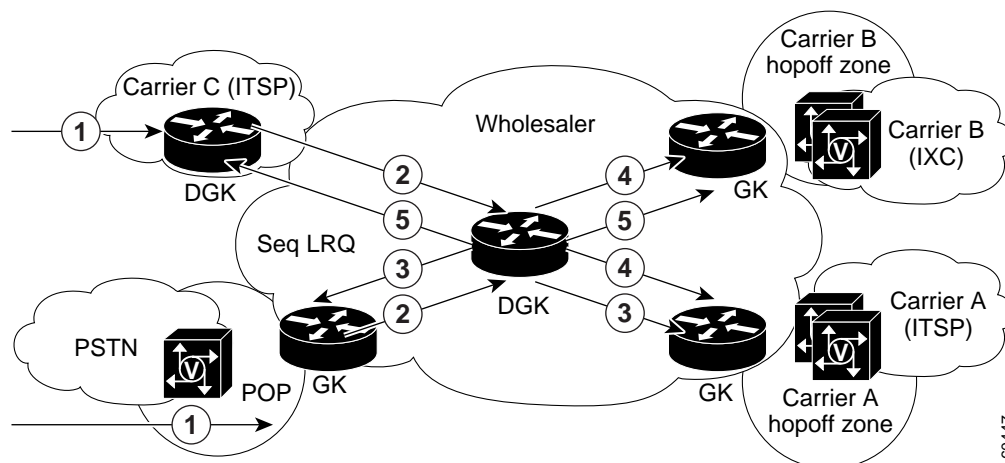 Carrier B
hopoff zone
Carrier C (ITSP)
1
Wholesaler
V
Carrier B
(IXC)
2
4
DGK
GK
5
5
Seq LRQ
3
4
DGK
2
3
Carrier A
(ITSP)
PSTN
V
V
POP
GK
GK
1
Carrier A
hopoff zone